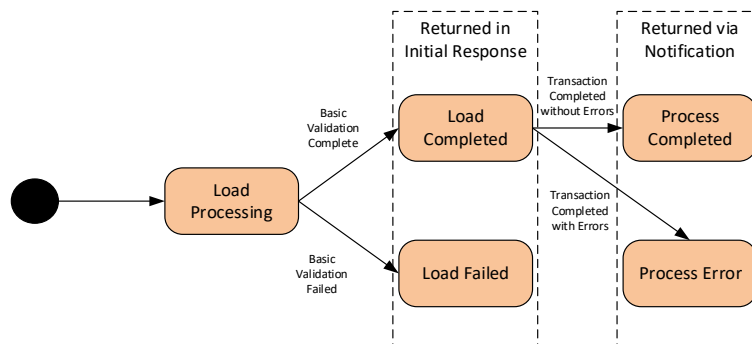 Returned in
Initial Response
Returned via
Notification
Transaction
Completed
without Errors
Basic
Validation
Complete
Load
Completed
Process
Completed
Load
Processing
Transaction
Completed
with Errors
Basic
Validation
Failed
Load Failed
Process Error